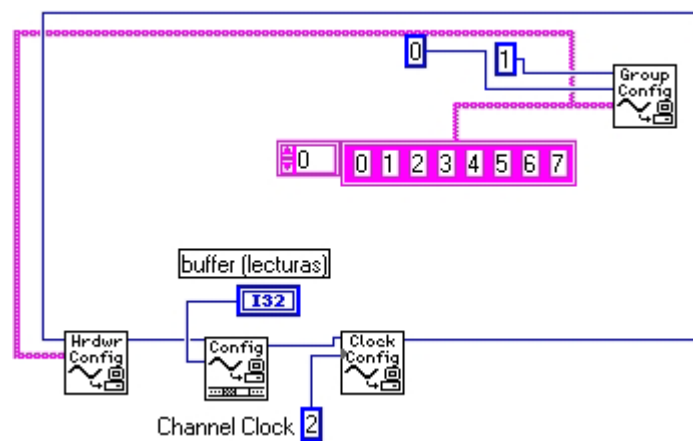 0
1
Group
Config
0
0 1 2 3 4 5 6 7
buffer (lecturas)
I32
Hrdwr
Config
Config
Clock
Config
Channel Clock 2